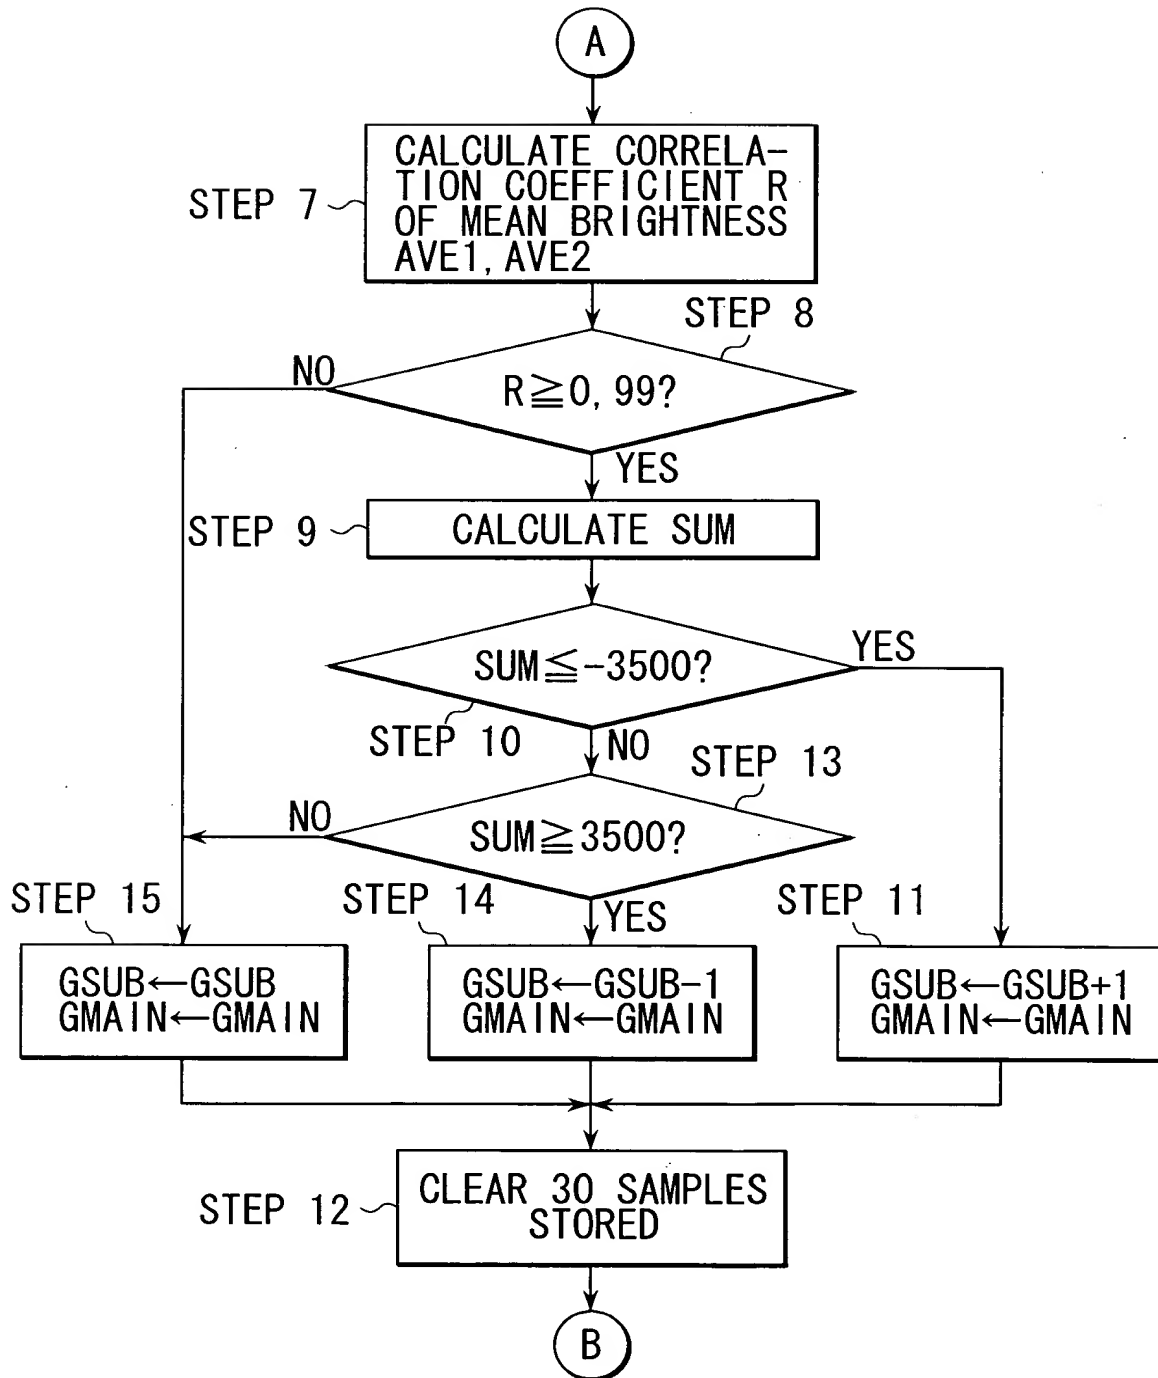 A
CALCULATE CORRELA-
TION COEFFICIENT R
OF MEAN BRIGHTNESS
AVE1, AVE2
STEP 7
STEP 8
NO
R≧0, 99?
YES
STEP 9
CALCULATE SUM
SUM≦-3500?
YES
STEP 10
NO
STEP 13
NO
SUM≧3500?
YES
STEP 15
STEP 14
STEP 11
GSUB←GSUB
GMAIN←GMAIN
GSUB←GSUB-1
GMAIN←GMAIN
GSUB←GSUB+1
GMAIN←GMAIN
STEP 12
CLEAR 30 SAMPLES
STORED
B